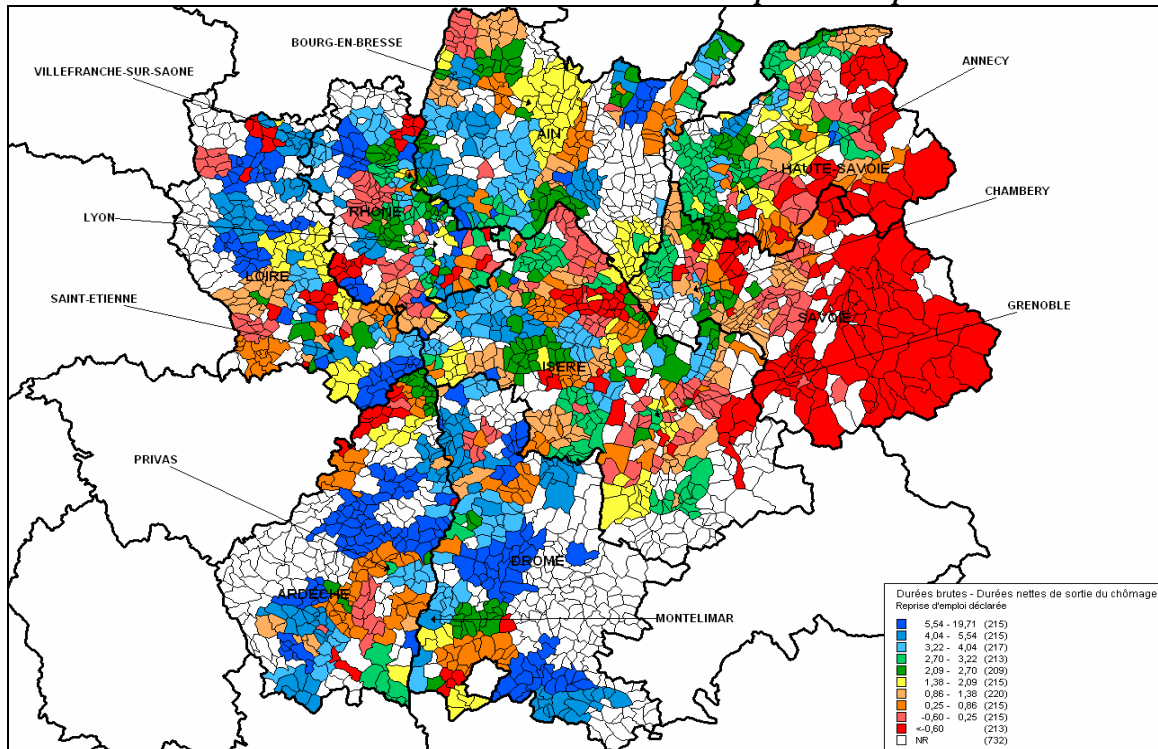 BOURG-EN-BRESSE
VILLEFRANCHE-SUR-SAONE
ANNECY
AIN
HAUTE-SAVOIE
CHAMBERY
LYON
RHONE
LOIRE
SAINT-ETIENNE
GRENOBLE
SAVOIE
ISERE
PRIVAS
DROME
ARDECHE
MONTELIMAR
Durées brutes - Durées nettes de sortie du chômage
Reprise d'emploi déclarée
5,54 - 19,71 (215)
4,04 - 5,54 (215)
3,22 - 4,04 (217)
2,70 - 3,22 (213)
2,09 - 2,70 (209)
1,38 - 2,09 (215)
0,86 - 1,38 (220)
0,25 - 0,86 (215)
-0,60 - 0,25 (215)
<-0,60 (213)
NR (732)